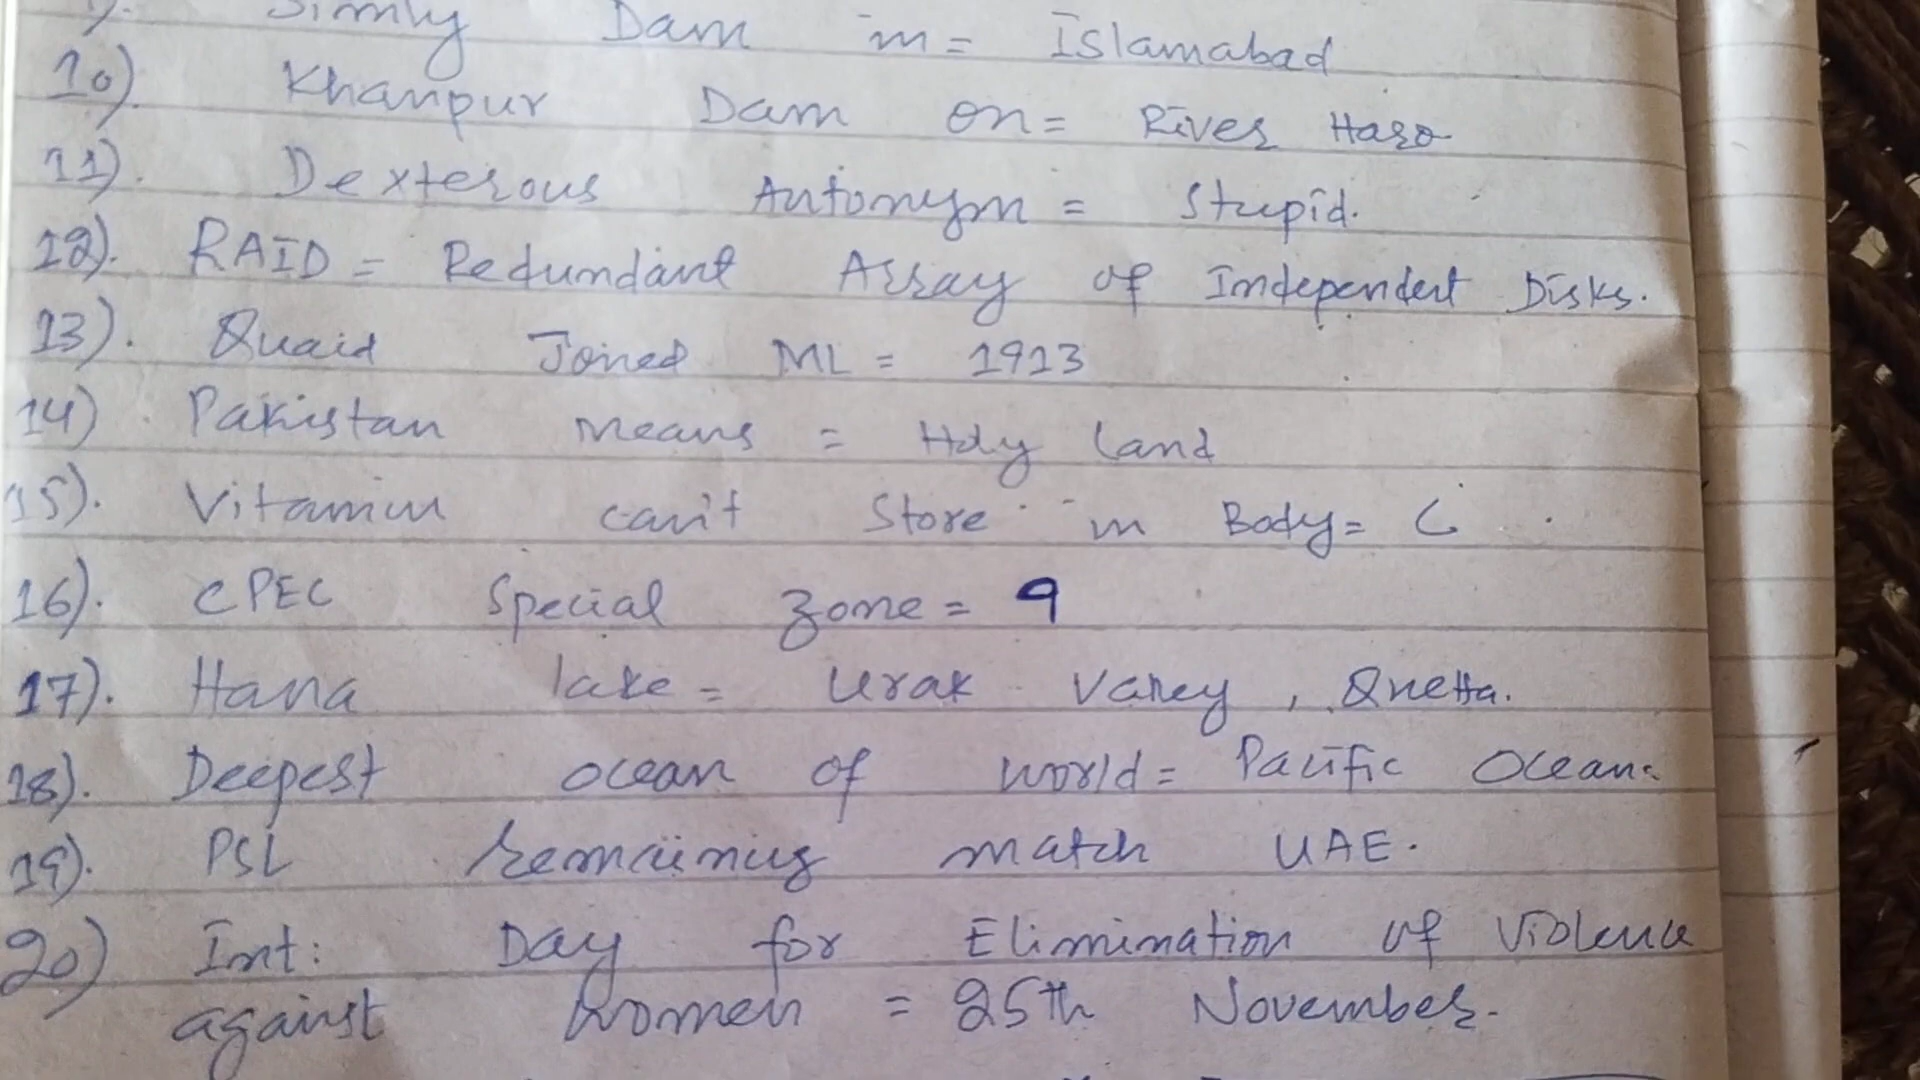 9). Simly Dam in = Islamabad
10). Khanpur Dam on = River Haro
11). Dexterous Antonym = Stupid.
12). RAID = Redundant Array of Independent Disks.
13). Quaid Joined ML = 1913
14) Pakistan means = Holy Land
15). Vitamin can't Store in Body = C
16). CPEC Special zone = 9
17). Hana lake = Urak Valley, Quetta.
18). Deepest ocean of world = Pacific Ocean.
19). PSL remaining match UAE.
20) Int: Day for Elimination of Violence
against women = 25th November.